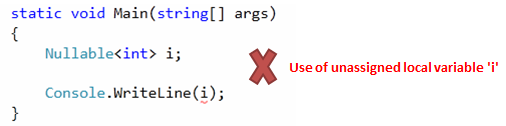 static void Main(string[] args)
{
Nullable<int> i;
Use of unassigned local variable 'i'
Console.WriteLine(i);
}